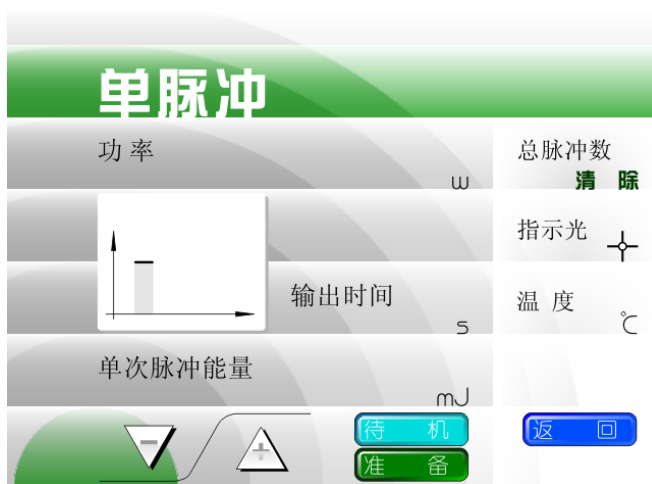 单脉冲
功率
W
总脉冲数
清 除
指示光
输出时间
s
温度
℃
单次脉冲能量
mJ
−
+
待 机
准 备
返 回